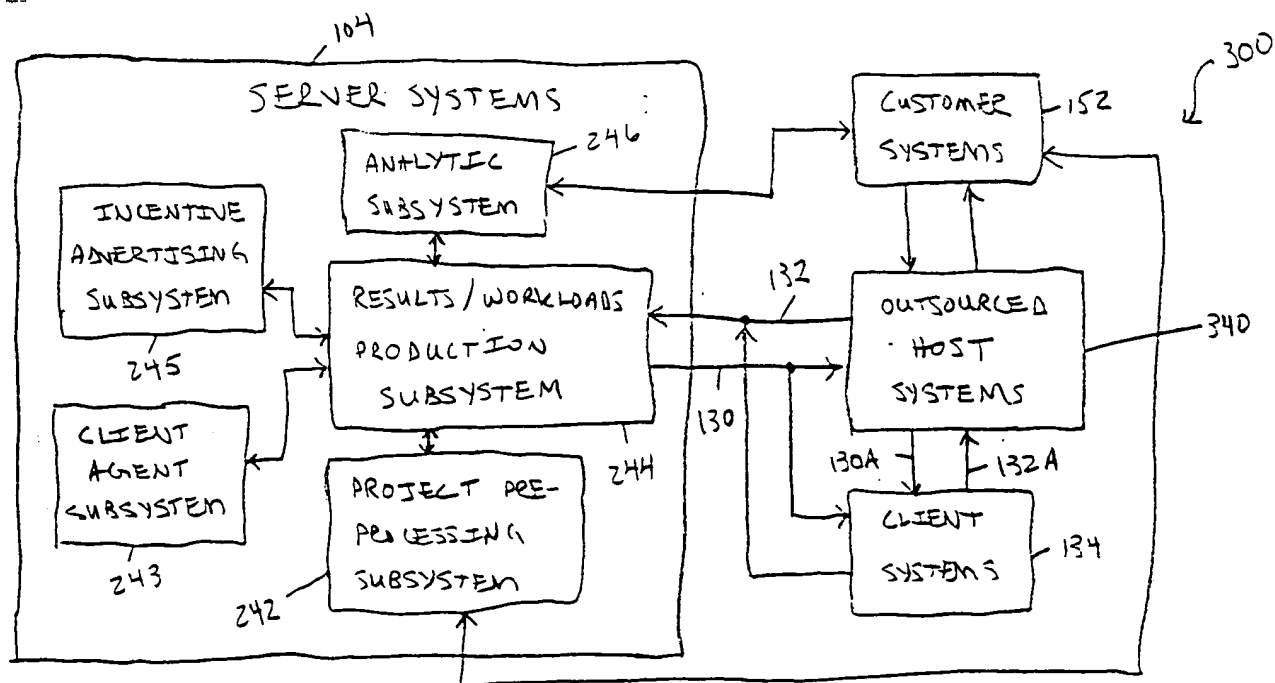 104
300
SERVER SYSTEMS
CUSTOMER
SYSTEMS
152
246
ANALYTIC
SUBSYSTEM
INCENTIVE
ADVERTISING
SUBSYSTEM
245
RESULTS/WORKLOADS
PRODUCTION
SUBSYSTEM
244
132
130
OUTSOURCED
HOST
SYSTEMS
340
CLIENT
AGENT
SUBSYSTEM
243
PROJECT PRE-
PROCESSING
SUBSYSTEM
242
130A
132A
CLIENT
SYSTEMS
134